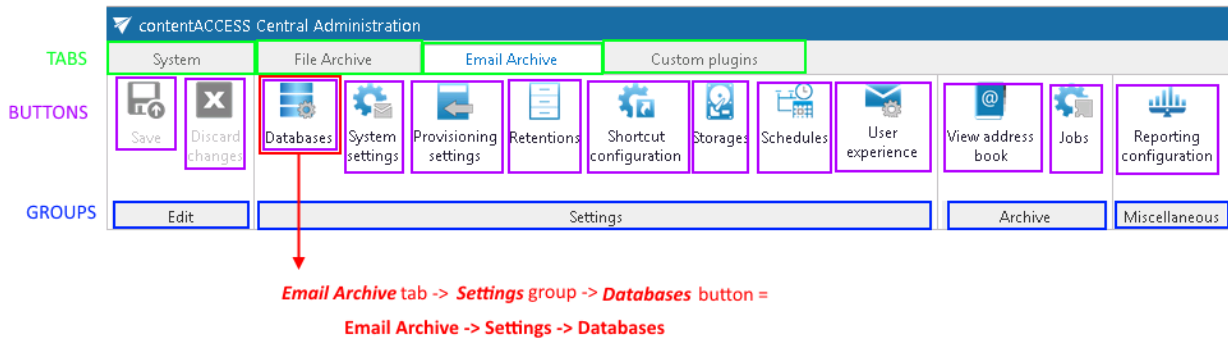 contentACCESS Central Administration
TABS System File Archive Email Archive Custom plugins
BUTTONS
Save
Discard changes
Databases
System settings
Provisioning settings
Retentions
Shortcut configuration
Storages
Schedules
User experience
View address book
Jobs
Reporting configuration
GROUPS Edit Settings Archive Miscellaneous
Email Archive tab -> Settings group -> Databases button =
Email Archive -> Settings -> Databases